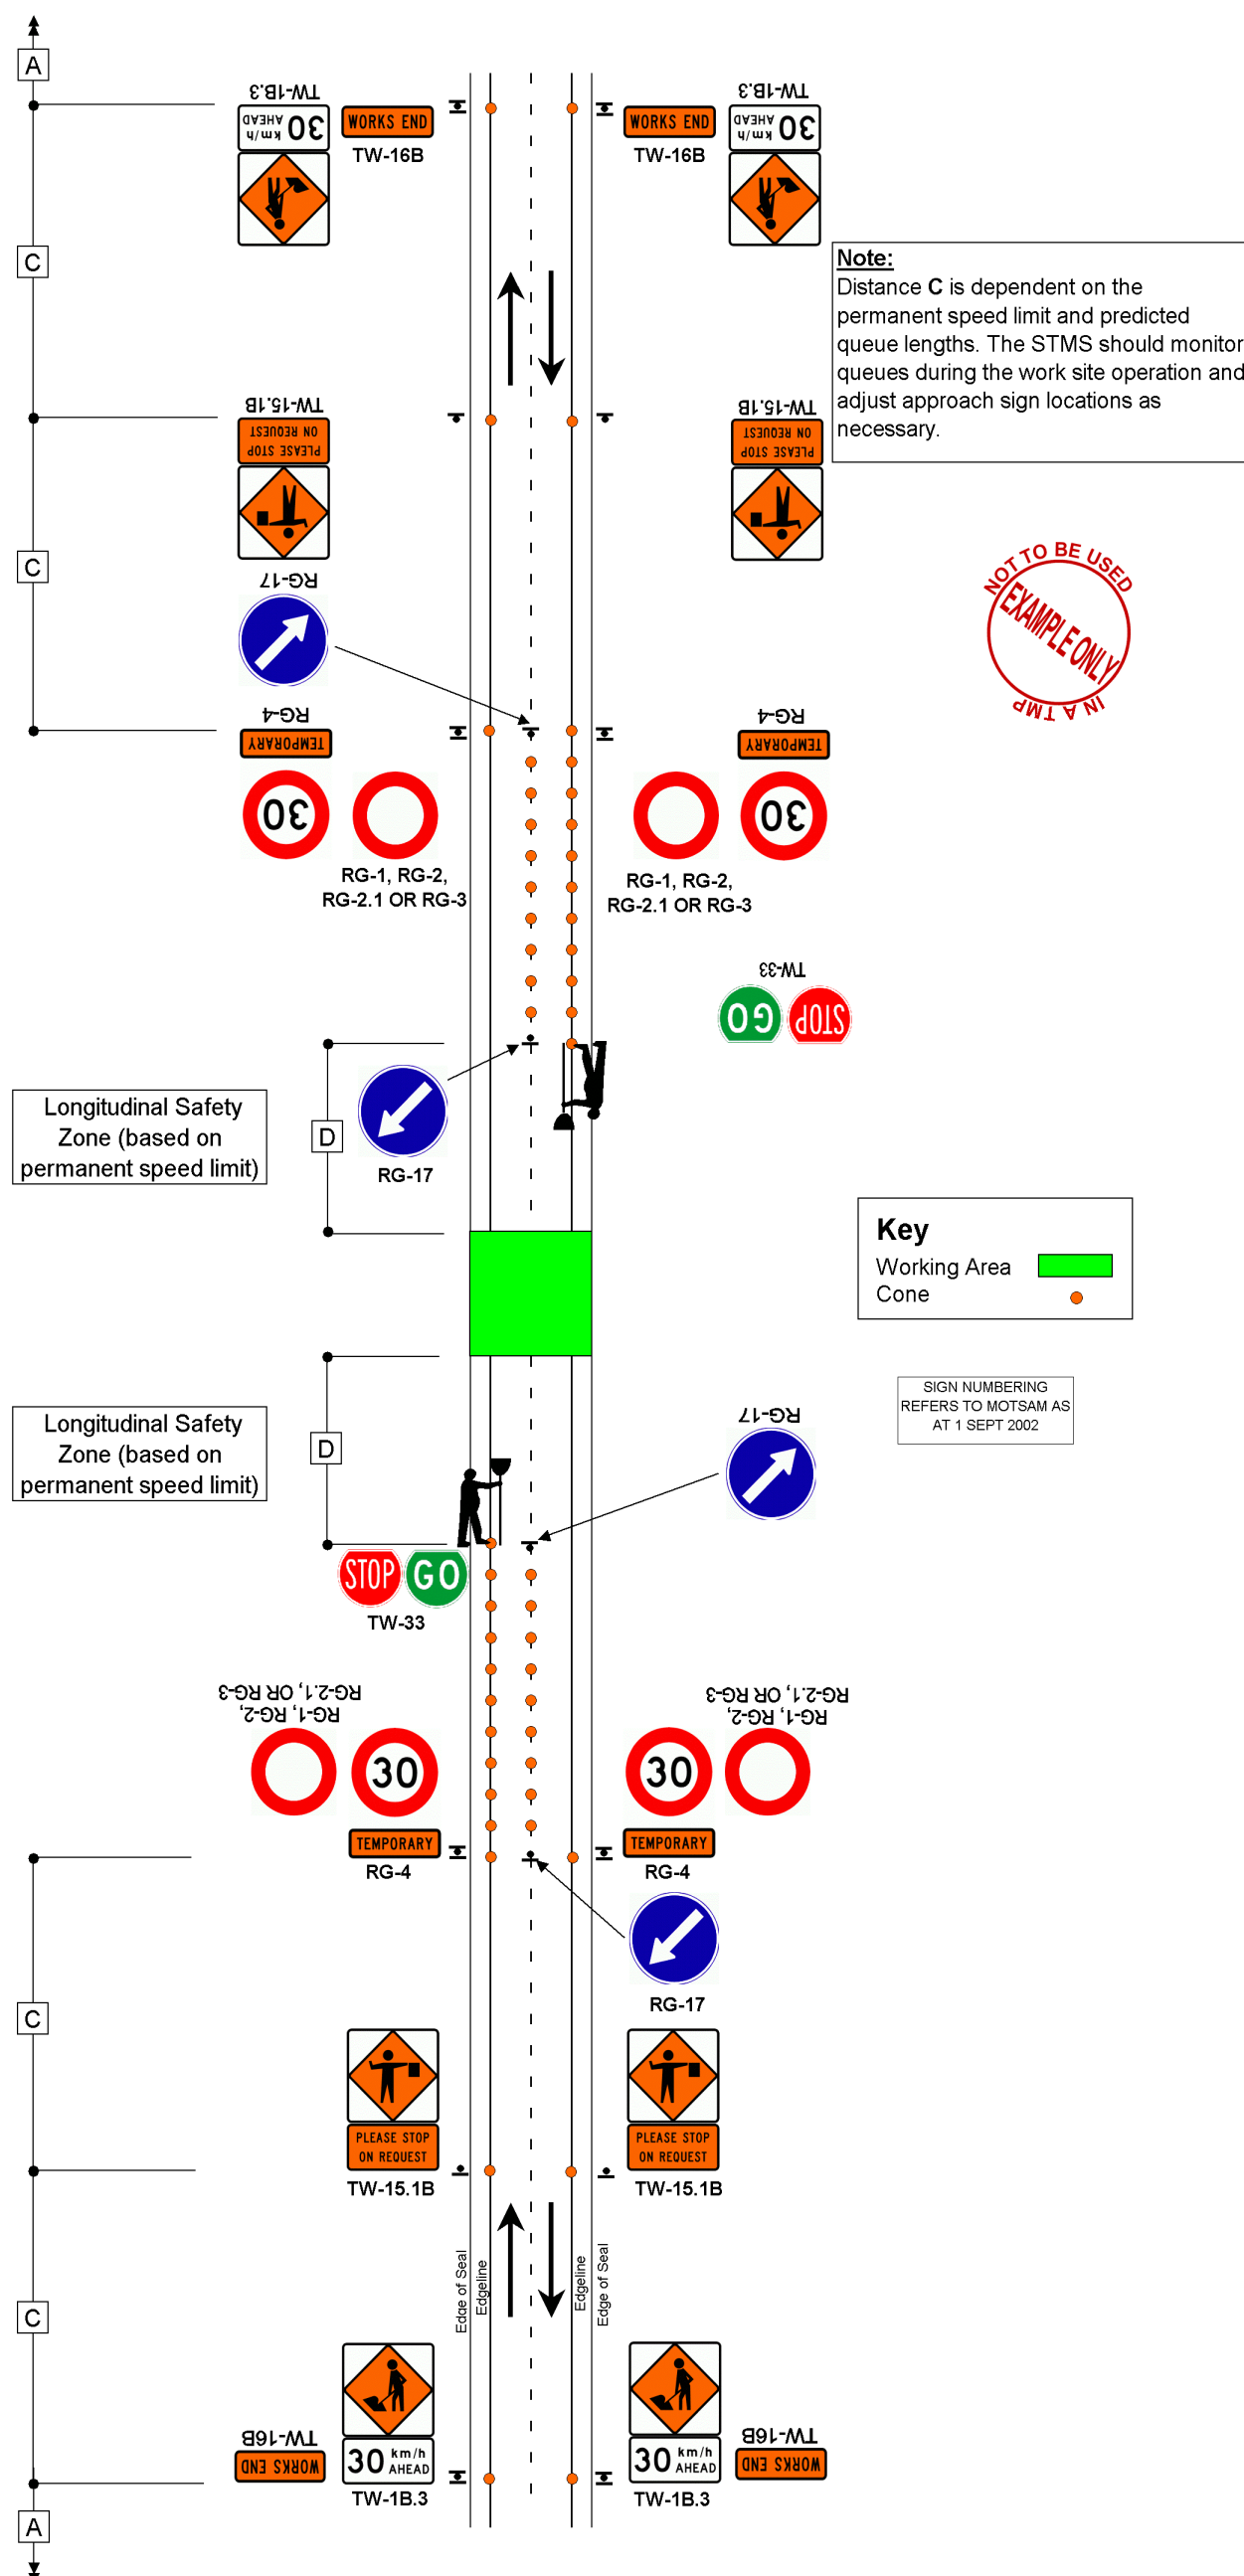 A
TW-1B.3
30 km/h
AHEAD
WORKS END
TW-16B
WORKS END
TW-16B
TW-1B.3
30 km/h
AHEAD
C
Note:
Distance C is dependent on the
permanent speed limit and predicted
queue lengths. The STMS should monitor
queues during the work site operation and
adjust approach sign locations as
necessary.
TW-15.1B
PLEASE STOP
ON REQUEST
TW-15.1B
PLEASE STOP
ON REQUEST
C
RG-17
NOT TO BE USED
EXAMPLE ONLY
IN A TMP
RG-4
TEMPORARY
30
RG-1, RG-2,
RG-2.1 OR RG-3
RG-4
TEMPORARY
30
RG-1, RG-2,
RG-2.1 OR RG-3
TW-33
GO STOP
Longitudinal Safety
Zone (based on
permanent speed limit)
D
RG-17
Key
Working Area
Cone
SIGN NUMBERING
REFERS TO MOTSAM AS
AT 1 SEPT 2002
Longitudinal Safety
Zone (based on
permanent speed limit)
D
RG-17
STOP GO
TW-33
RG-1, RG-2,
RG-2.1, OR RG-3
30
TEMPORARY
RG-4
RG-1, RG-2,
RG-2.1, OR RG-3
30
TEMPORARY
RG-4
RG-17
C
PLEASE STOP
ON REQUEST
TW-15.1B
PLEASE STOP
ON REQUEST
TW-15.1B
Edge of Seal
Edgeline
Edgeline
Edge of Seal
C
TW-16B
WORKS END
30 km/h
AHEAD
TW-1B.3
30 km/h
AHEAD
TW-1B.3
TW-16B
WORKS END
A